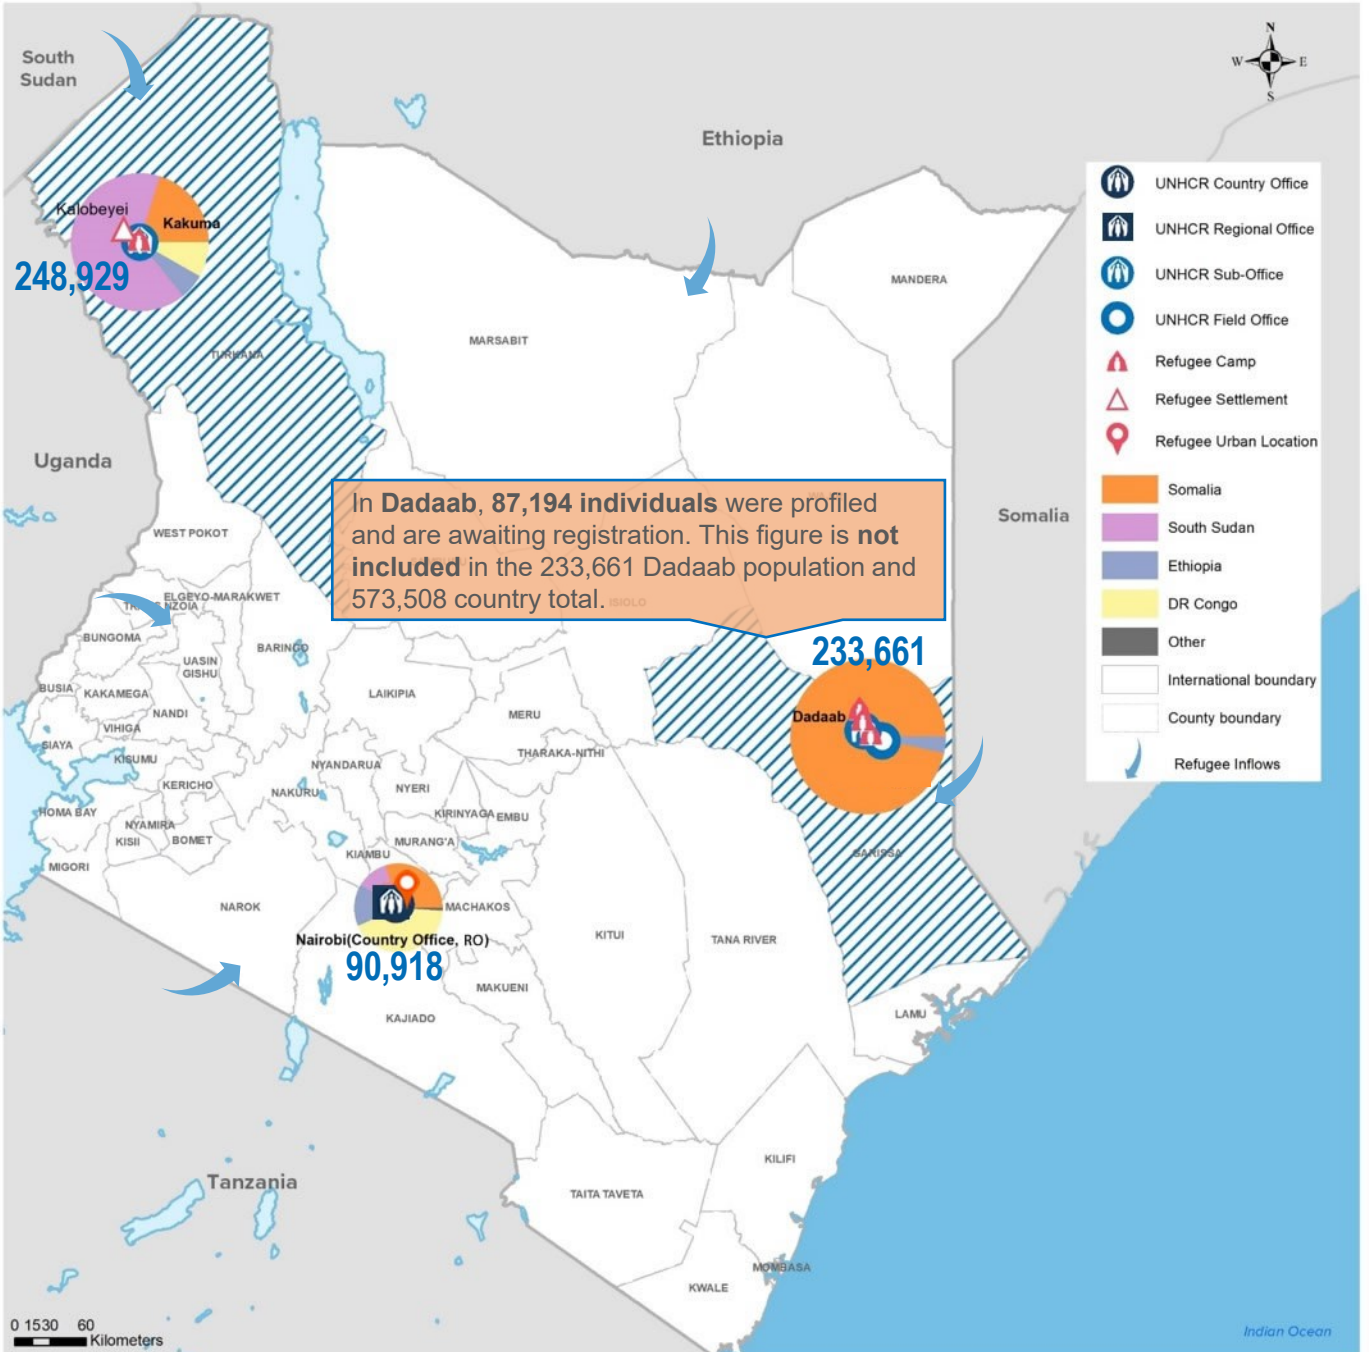 South
Sudan
Ethiopia
N
W
E
S
Kalobeyei
Kakuma
248,929
TURKANA
MARSABIT
MANDERA
Uganda
Somalia
In Dadaab, 87,194 individuals were profiled
and are awaiting registration. This figure is not
included in the 233,661 Dadaab population and
573,508 country total.
ISIOLO
WEST POKOT
ELGEYO-MARAKWET
NZOIA
BUNGOMA
UASIN
GISHU
BARINGO
BUSIA
KAKAMEGA
NANDI
VIHIGA
SIAYA
KISUMU
KERICHO
HOMA BAY
NYAMIRA
KISII
BOMET
MIGORI
NAROK
NAKURU
NYANDARUA
LAIKIPIA
MERU
THARAKA-NITHI
NYERI
KIRINYAGA
EMBU
MURANG'A
KIAMBU
MACHAKOS
Nairobi(Country Office, RO)
90,918
KITUI
TANA RIVER
MAKUENI
KAJIADO
233,661
Dadaab
GARISSA
LAMU
KILIFI
TAITA TAVETA
MOMBASA
KWALE
Tanzania
Indian Ocean
0 1530 60
Kilometers
UNHCR Country Office
UNHCR Regional Office
UNHCR Sub-Office
UNHCR Field Office
Refugee Camp
Refugee Settlement
Refugee Urban Location
Somalia
South Sudan
Ethiopia
DR Congo
Other
International boundary
County boundary
Refugee Inflows